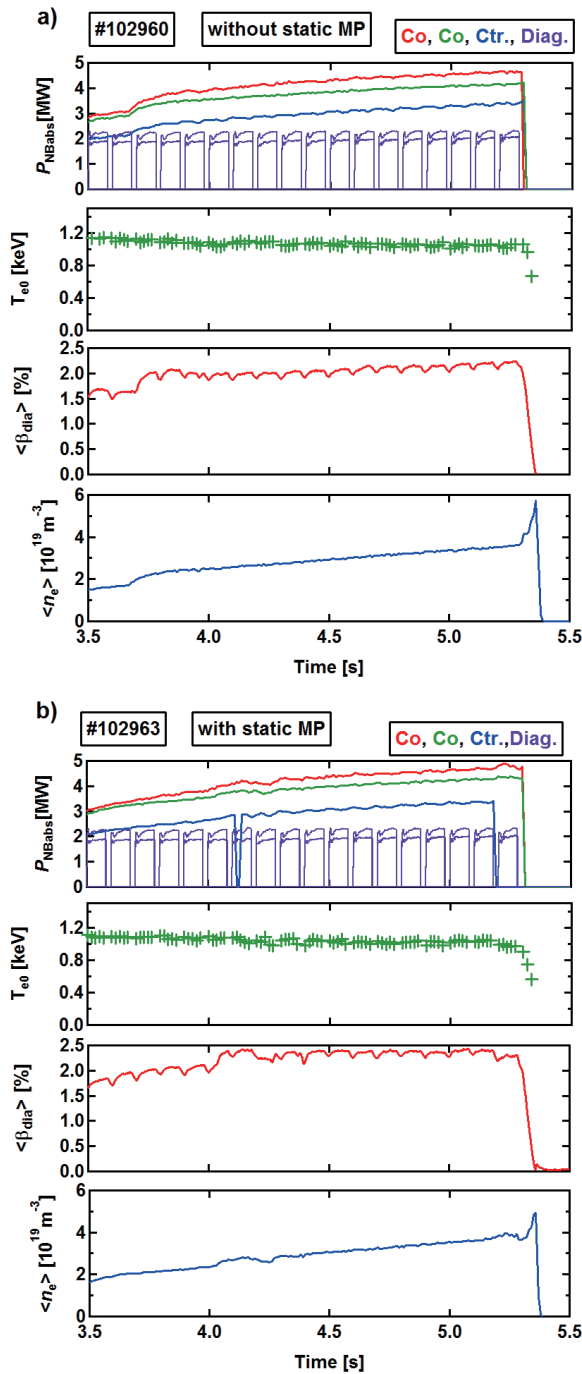 a)
#102960 without static MP Co, Co, Ctr., Diag.
P_NBabs[MW]
5
4
3
2
1
0
T_e0 [keV]
1.2
0.8
0.4
0.0
<β_dia> [%]
2.5
2.0
1.5
1.0
0.5
0.0
<n_e> [10^19 m^-3]
6
4
2
0
3.5 4.0 4.5 5.0 5.5
Time [s]
b)
#102963 with static MP Co, Co, Ctr.,Diag.
P_NBabs[MW]
5
4
3
2
1
0
T_e0 [keV]
1.2
0.8
0.4
0.0
<β_dia> [%]
2.5
2.0
1.5
1.0
0.5
0.0
<n_e> [10^19 m^-3]
6
4
2
0
3.5 4.0 4.5 5.0 5.5
Time [s]